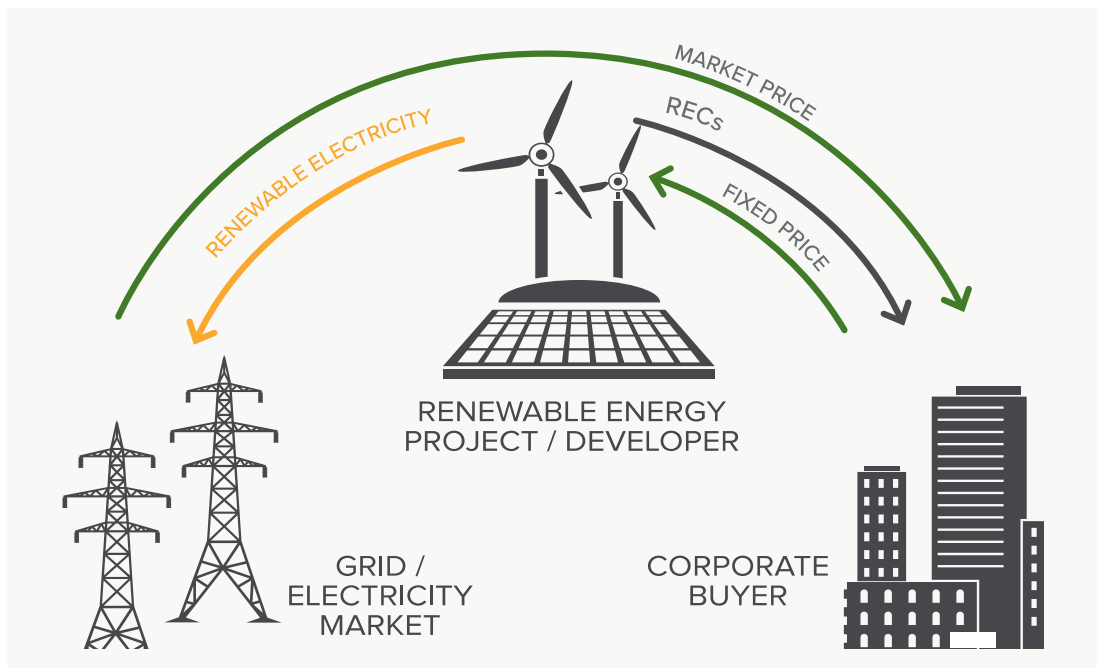 MARKET PRICE
RECs
RENEWABLE ELECTRICITY
FIXED PRICE
RENEWABLE ENERGY
PROJECT / DEVELOPER
GRID /
ELECTRICITY
MARKET
CORPORATE
BUYER